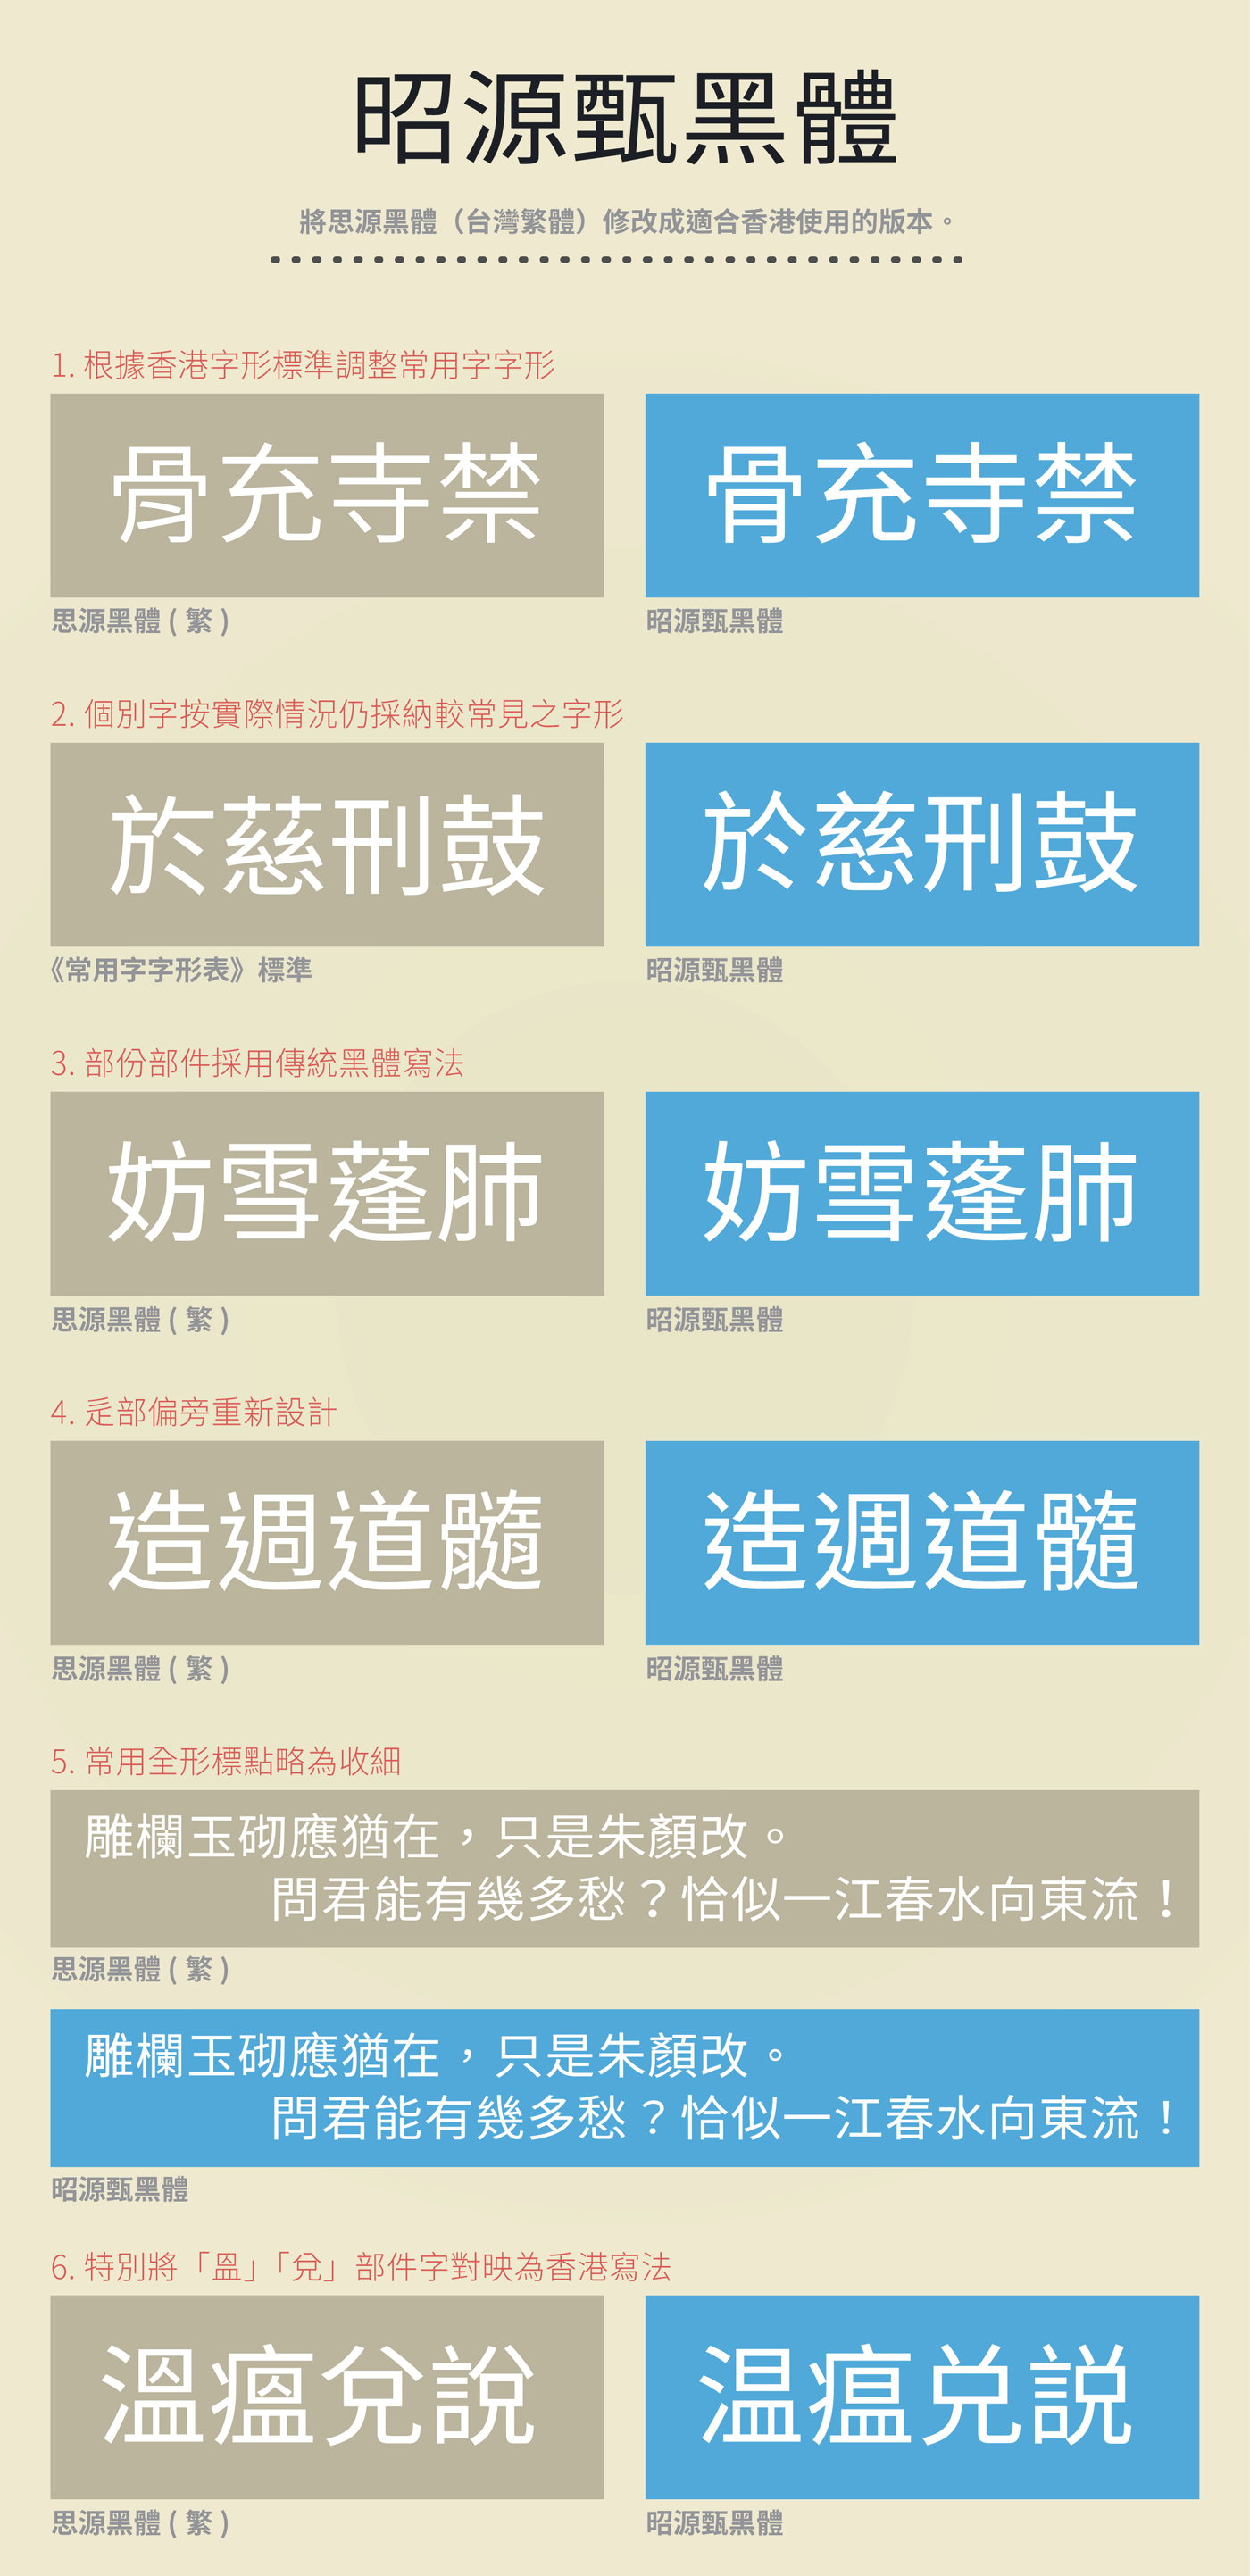 昭源甄黑體
將思源黑體（台灣繁體）修改成適合香港使用的版本。
1. 根據香港字形標準調整常用字字形
骨充寺禁
骨充寺禁
思源黑體 ( 繁 )
昭源甄黑體
2. 個別字按實際情況仍採納較常見之字形
於慈刑鼓
於慈刑鼓
《常用字字形表》標準
昭源甄黑體
3. 部份部件採用傳統黑體寫法
妨雪蓬肺
妨雪蓬肺
思源黑體 ( 繁 )
昭源甄黑體
4. 辵部偏旁重新設計
造週道髓
造週道髓
思源黑體 ( 繁 )
昭源甄黑體
5. 常用全形標點略為收細
雕欄玉砌應猶在，只是朱顏改。
問君能有幾多愁？恰似一江春水向東流！
思源黑體 ( 繁 )
雕欄玉砌應猶在，只是朱顏改。
問君能有幾多愁？恰似一江春水向東流！
昭源甄黑體
6. 特別將「昷」「兌」部件字對映為香港寫法
溫瘟兌說
温瘟兑説
思源黑體 ( 繁 )
昭源甄黑體